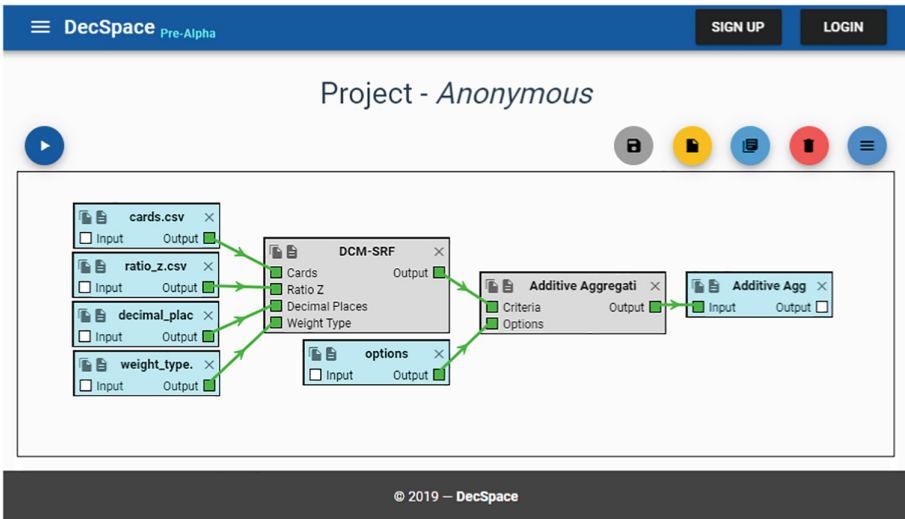 DecSpace Pre-Alpha
SIGN UP
LOGIN
Project - Anonymous
cards.csv
Input Output
ratio_z.csv
Input Output
decimal_plac
Input Output
weight_type.
Input Output
DCM-SRF
Cards Output
Ratio Z
Decimal Places
Weight Type
options
Input Output
Additive Aggregati
Criteria Output
Options
Additive Agg
Input Output
© 2019 — DecSpace